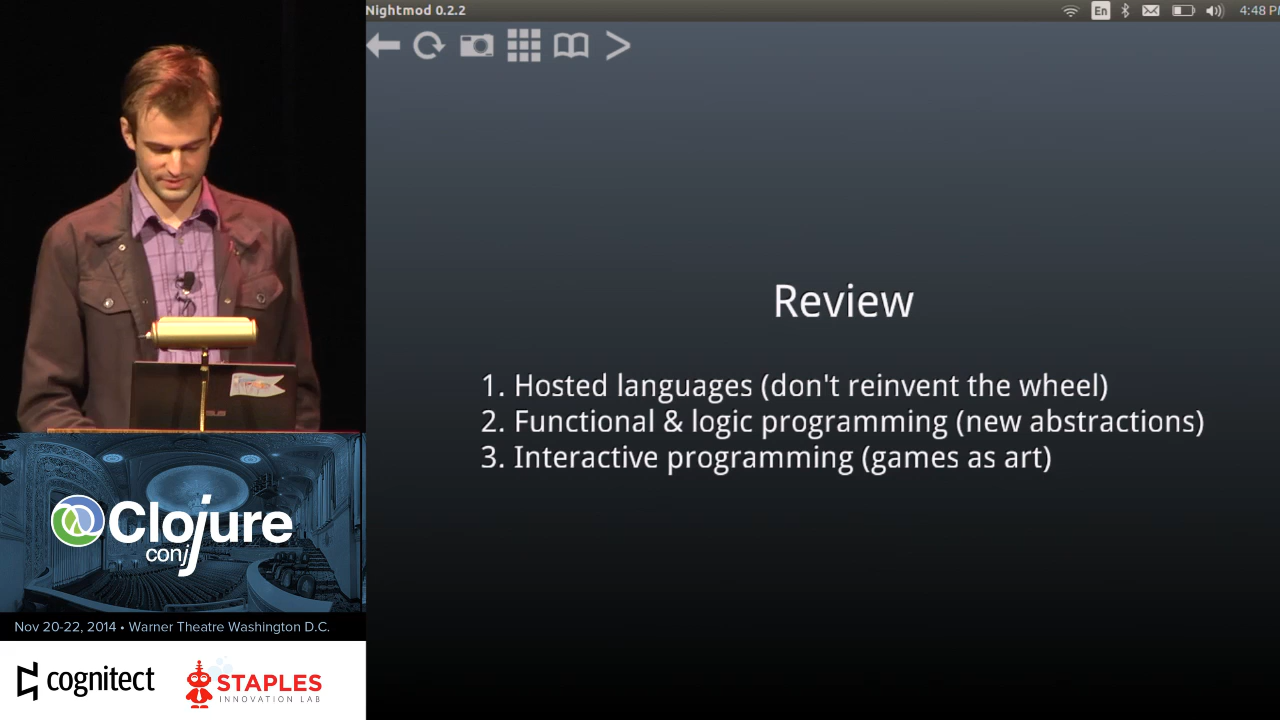 Nightmod 0.2.2
En
4:48 P
Review
1. Hosted languages (don't reinvent the wheel)
2. Functional & logic programming (new abstractions)
3. Interactive programming (games as art)
Clojure
conj
Nov 20-22, 2014 • Warner Theatre Washington D.C.
cognitect
STAPLES
INNOVATION LAB